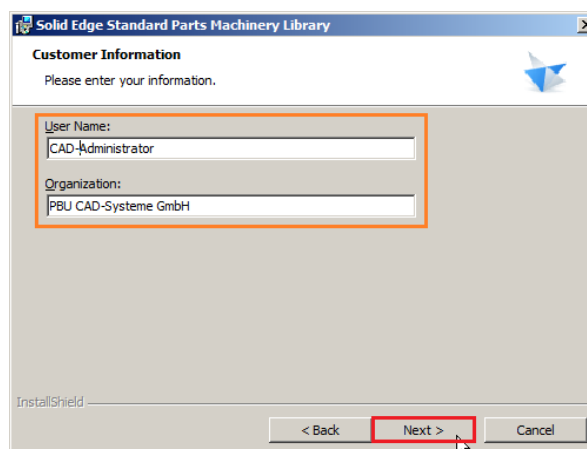 Solid Edge Standard Parts Machinery Library
Customer Information
Please enter your information.
User Name:
CAD-Administrator
Organization:
PBU CAD-Systeme GmbH
InstallShield
< Back Next > Cancel